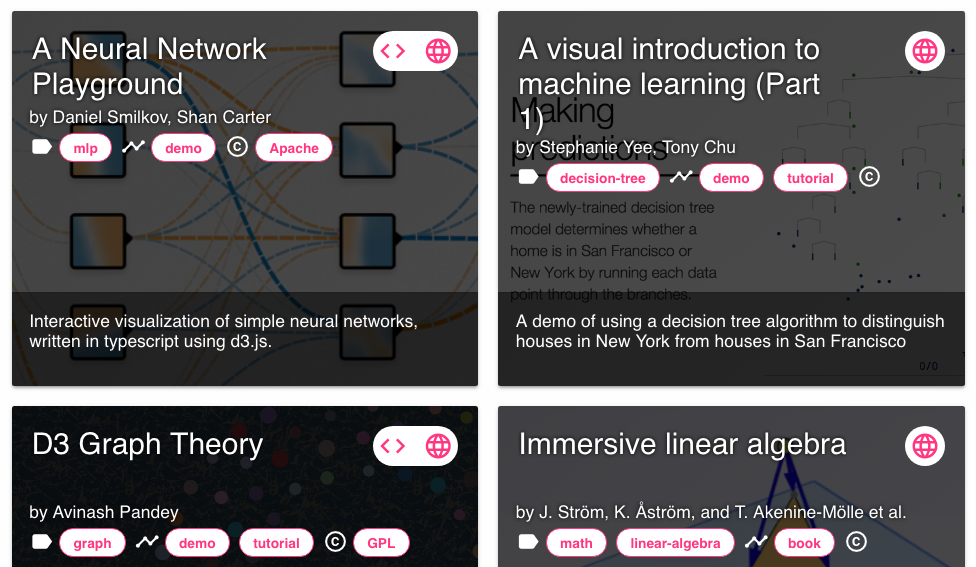 A Neural Network
Playground
by Daniel Smilkov, Shan Carter
mlp demo © Apache
Interactive visualization of simple neural networks,
written in typescript using d3.js.
A visual introduction to
machine learning (Part
1)
by Stephanie Yee, Tony Chu
decision-tree demo tutorial ©
Making
predictions
The newly-trained decision tree
model determines whether a
home is in San Francisco or
New York by running each data
point through the branches.
A demo of using a decision tree algorithm to distinguish
houses in New York from houses in San Francisco
0/0
D3 Graph Theory
by Avinash Pandey
graph demo tutorial © GPL
Immersive linear algebra
by J. Ström, K. Åström, and T. Akenine-Mölle et al.
math linear-algebra book ©